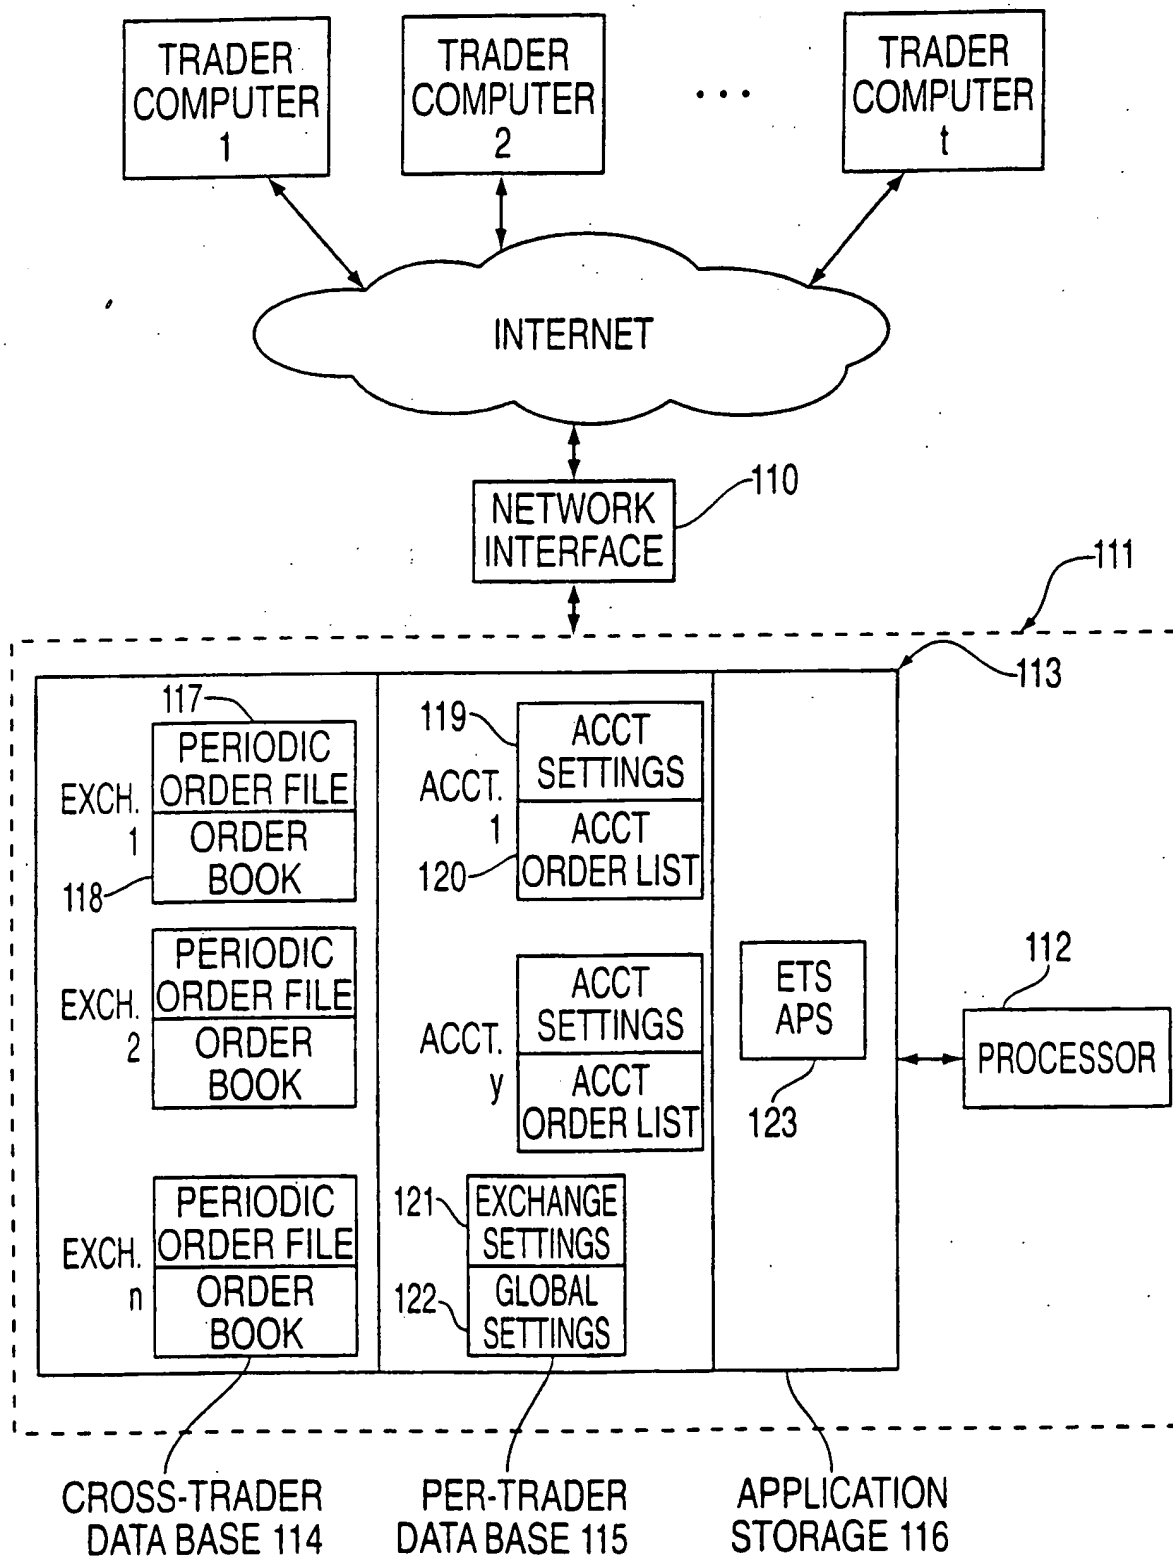 TRADER
COMPUTER
1
TRADER
COMPUTER
2
...
TRADER
COMPUTER
t
INTERNET
NETWORK
INTERFACE
110
111
113
117
PERIODIC
ORDER FILE
EXCH.
1
ORDER
BOOK
118
PERIODIC
ORDER FILE
EXCH.
2
ORDER
BOOK
PERIODIC
ORDER FILE
EXCH.
n
ORDER
BOOK
119
ACCT
SETTINGS
ACCT.
1
ACCT
ORDER LIST
120
ACCT
SETTINGS
ACCT.
y
ACCT
ORDER LIST
121
EXCHANGE
SETTINGS
122
GLOBAL
SETTINGS
ETS
APS
123
112
PROCESSOR
CROSS-TRADER
DATA BASE 114
PER-TRADER
DATA BASE 115
APPLICATION
STORAGE 116